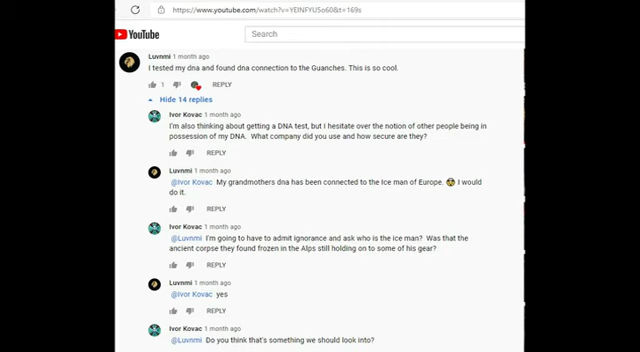 https://www.youtube.com/watch?v=YEINFYU5o60&t=169s
YouTube
Search
Luvnmi 1 month ago
I tested my dna and found dna connection to the Guanches. This is so cool.
1 REPLY
Hide 14 replies
Ivor Kovac 1 month ago
I'm also thinking about getting a DNA test, but i hesitate over the notion of other people being in
possession of my DNA. What company did you use and how secure are they?
REPLY
Luvnmi 1 month ago
@Ivor Kovac My grandmothers dna has been connected to the Ice man of Europe. 😲 I would
do it.
REPLY
Ivor Kovac 1 month ago
@Luvnmi I'm going to have to admit ignorance and ask who is the ice man? Was that the
ancient corpse they found frozen in the Alps still holding on to some of his gear?
REPLY
Luvnmi 1 month ago
@Ivor Kovac yes
REPLY
Ivor Kovac 1 month ago
@Luvnmi Do you think that's something we should look into?